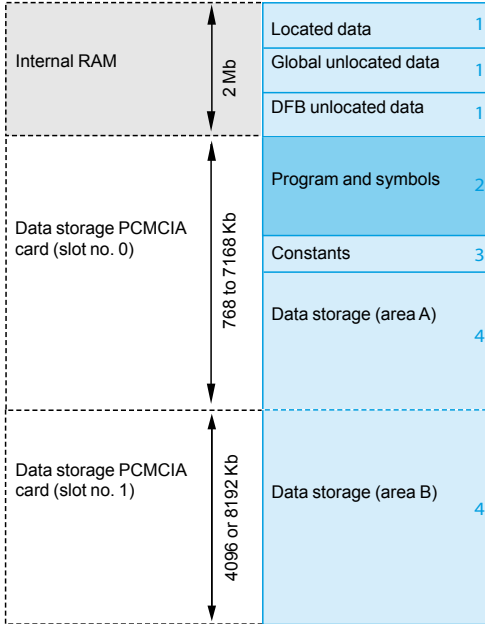 Located data 1
Internal RAM
2 Mb
Global unlocated data 1
DFB unlocated data 1
Program and symbols 2
Data storage PCMCIA
card (slot no. 0)
768 to 7168 Kb
Constants 3
Data storage (area A)
4
Data storage PCMCIA
card (slot no. 1)
4096 or 8192 Kb
Data storage (area B)
4